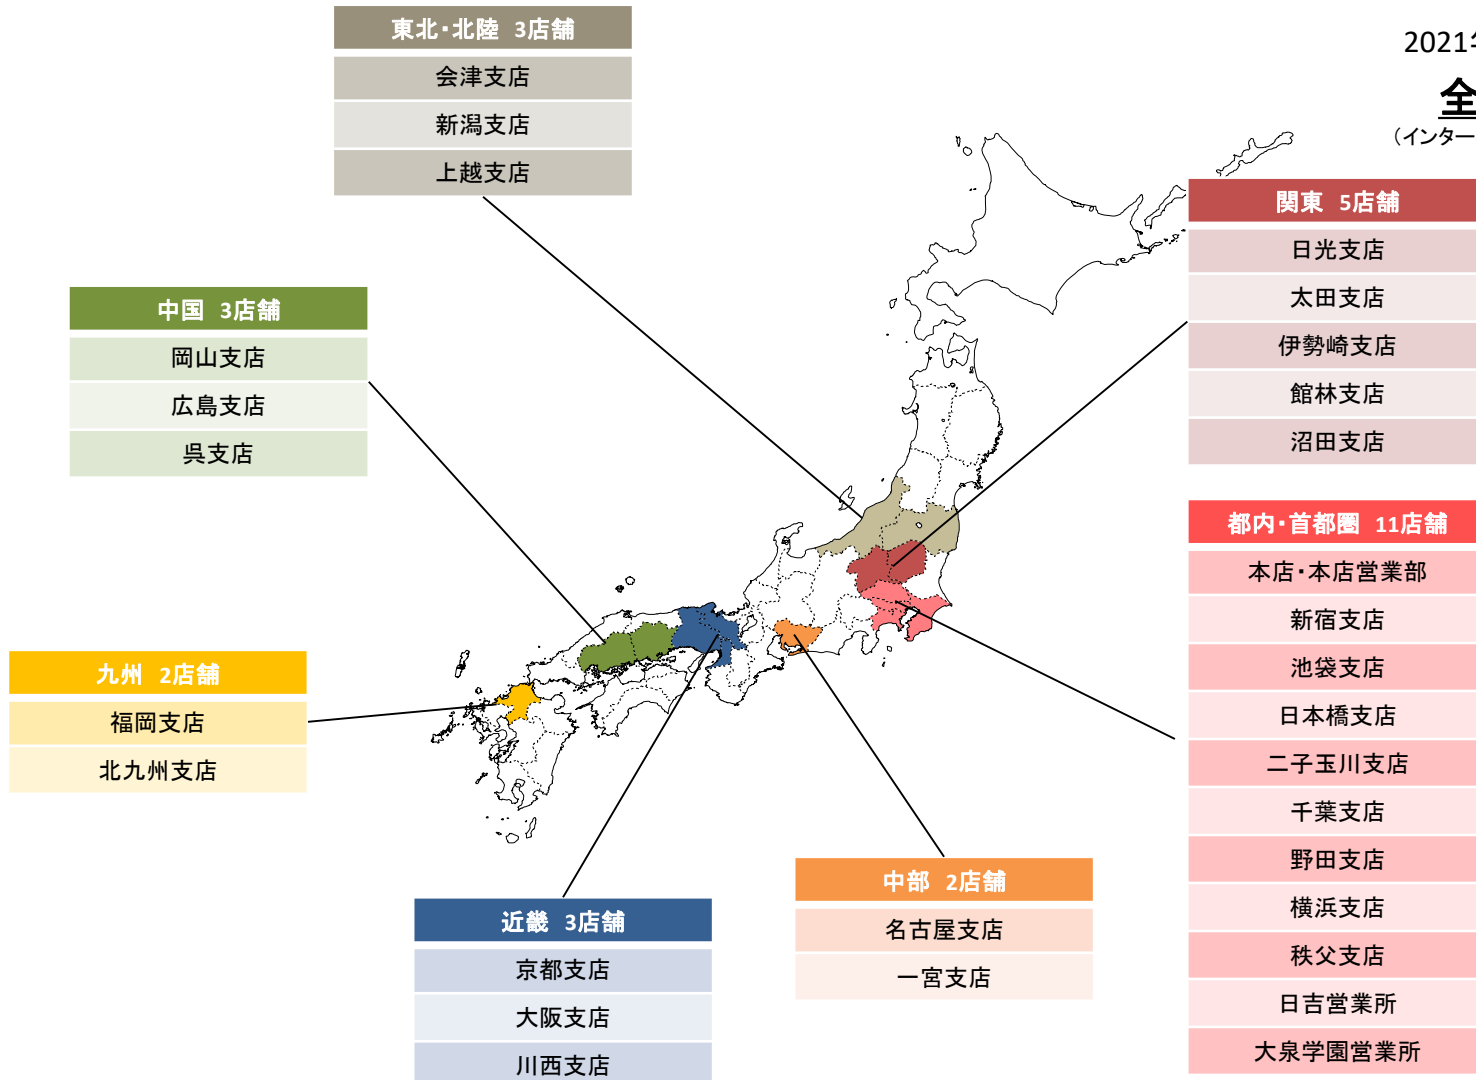 東北・北陸 3店舗
会津支店
新潟支店
上越支店
2021年
全
（インター
関東 5店舗
日光支店
太田支店
伊勢崎支店
館林支店
沼田支店
中国 3店舗
岡山支店
広島支店
呉支店
都内・首都圏 11店舗
本店・本店営業部
新宿支店
池袋支店
日本橋支店
二子玉川支店
千葉支店
野田支店
横浜支店
秩父支店
日吉営業所
大泉学園営業所
九州 2店舗
福岡支店
北九州支店
中部 2店舗
名古屋支店
一宮支店
近畿 3店舗
京都支店
大阪支店
川西支店